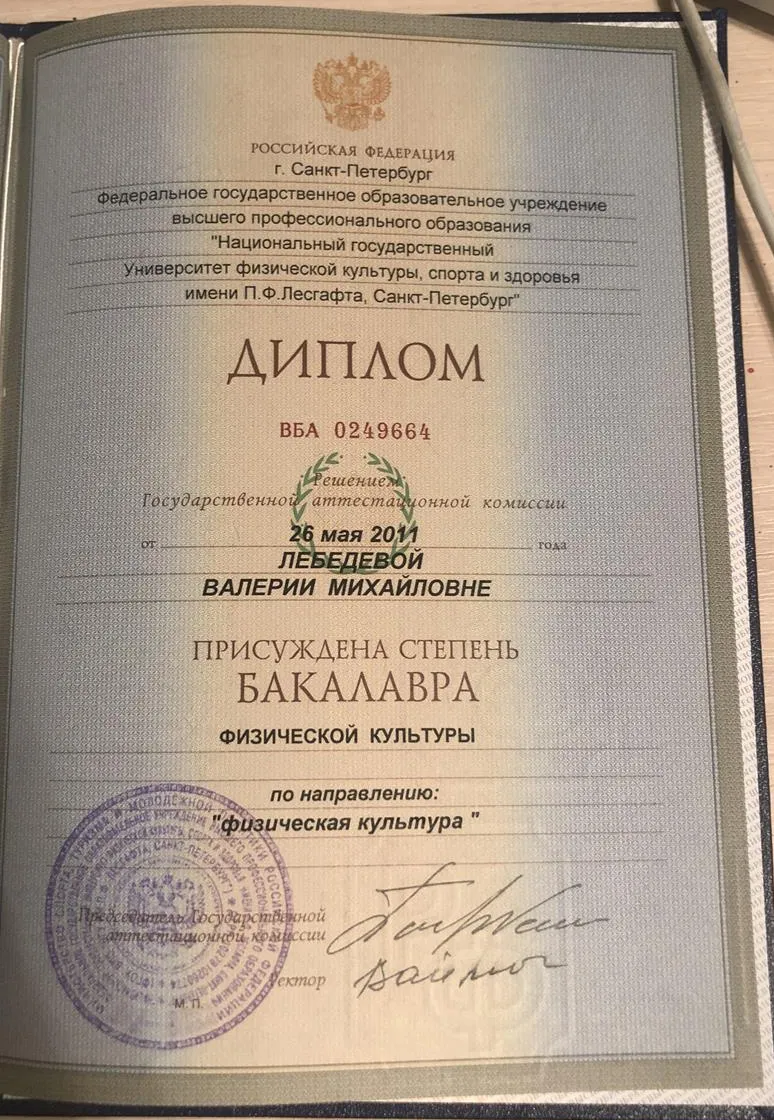 РОССИЙСКАЯ ФЕДЕРАЦИЯ
г. Санкт-Петербург
Федеральное государственное образовательное учреждение
высшего профессионального образования
"Национальный государственный
Университет физической культуры, спорта и здоровья
имени П.Ф.Лесгафта, Санкт-Петербург"
ДИПЛОМ
ВБА 0249664
Решением
Государственной аттестационной комиссии
от 26 мая 2011 года
ЛЕБЕДЕВОЙ
ВАЛЕРИИ МИХАЙЛОВНЕ
ПРИСУЖДЕНА СТЕПЕНЬ
БАКАЛАВРА
ФИЗИЧЕСКОЙ КУЛЬТУРЫ
по направлению:
"физическая культура "
Председатель Государственной
аттестационной комиссии
Ректор
М. П.